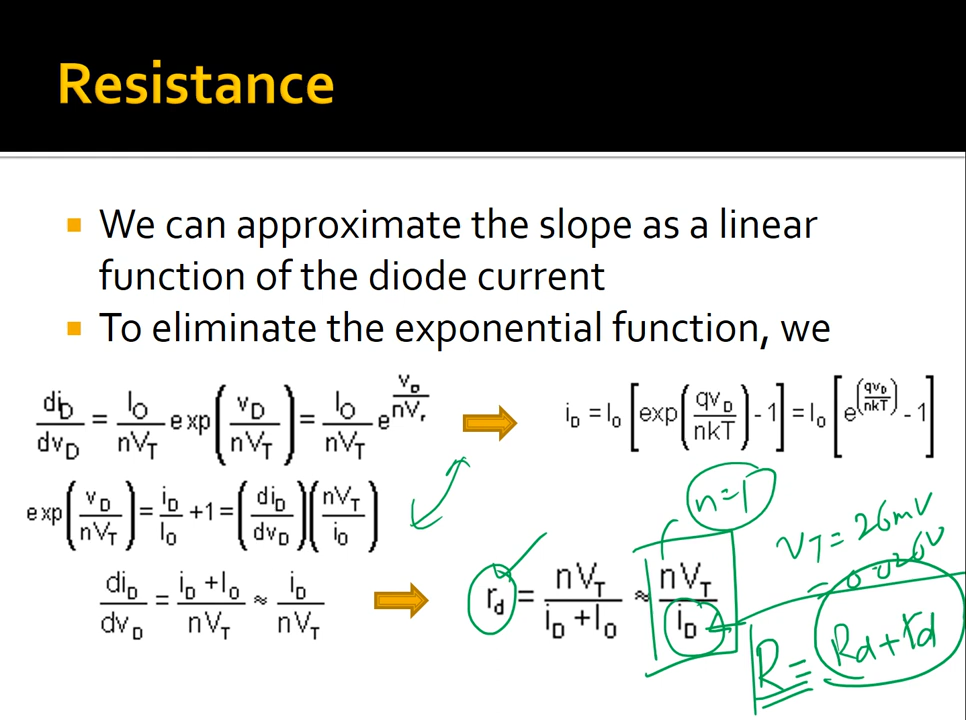 Resistance
We can approximate the slope as a linear
function of the diode current
To eliminate the exponential function, we
di_D/dv_D = I_O/nV_T exp(v_D/nV_T) = I_O/nV_T e^(v_D/nV_r)
i_D = I_O [exp(qv_D/nkT) - 1] = I_O [e^(qv_D/nkT) - 1]
exp(v_D/nV_T) = i_D/I_O + 1 = (di_D/dv_D)(nV_T/i_O)
n=1
V_T = 26mV
= 0.026V
di_D/dv_D = i_D + I_O/nV_T ≈ i_D/nV_T
r_d = nV_T/i_D + I_O ≈ nV_T/i_D
R = Rd + rd